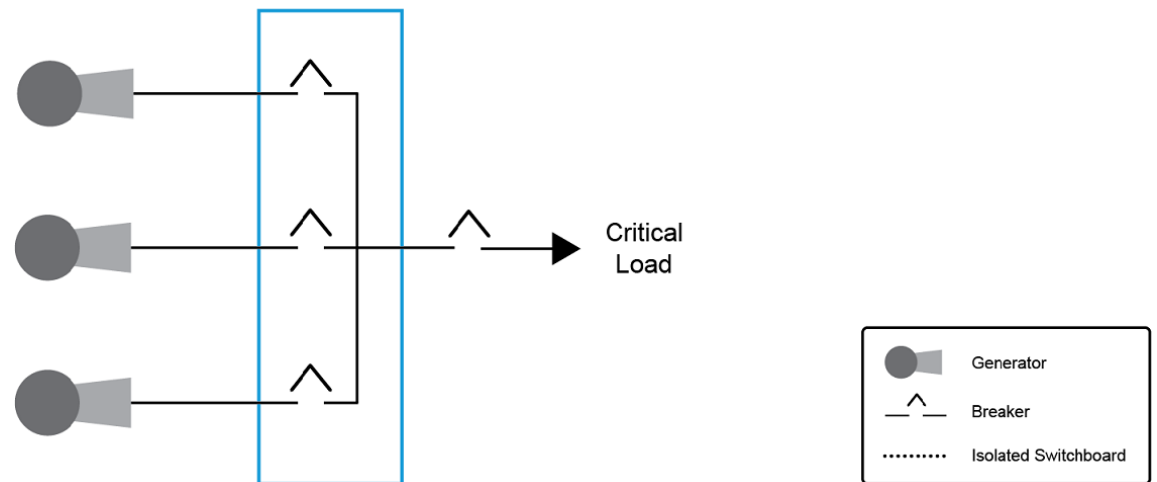 Critical
Load
Generator
Breaker
Isolated Switchboard